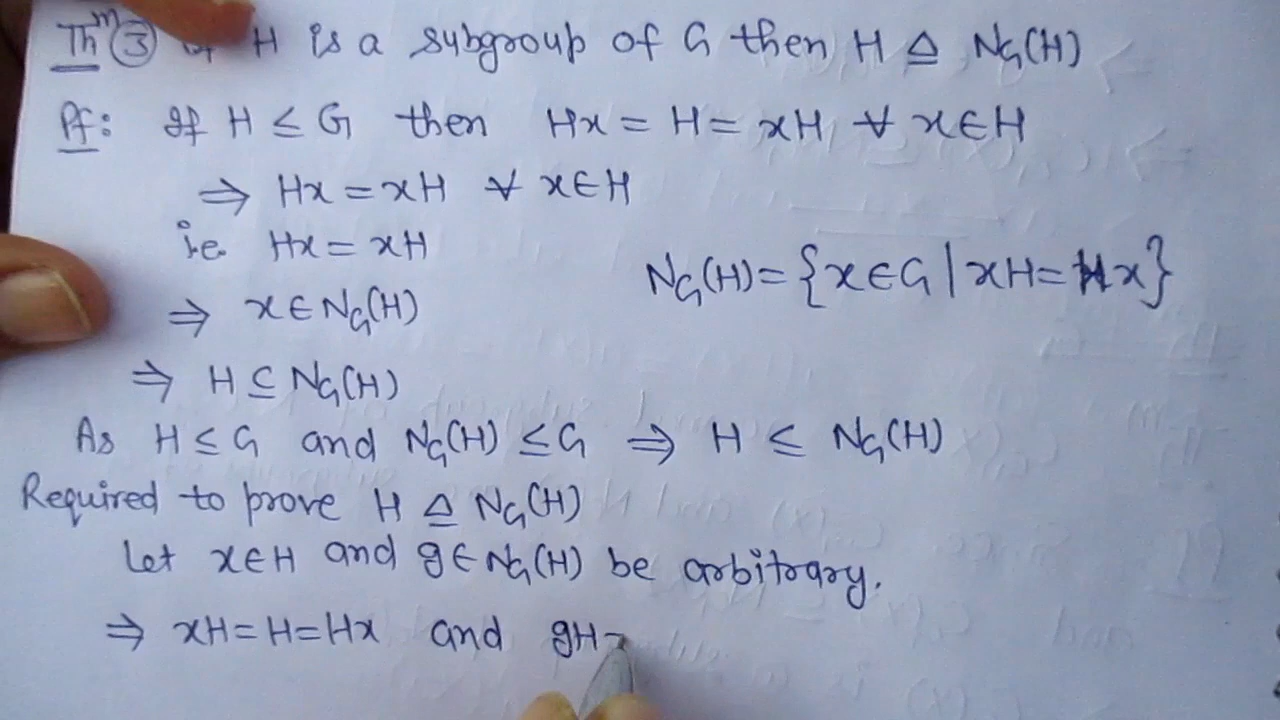 Thm ③ If H is a subgroup of G then H ⊴ NG(H)
Pf: If H ≤ G then Hx = H = xH ∀ x∈H
⇒ Hx = xH ∀ x∈H
i.e. Hx = xH
NG(H) = {x∈G | xH = Hx}
⇒ x∈NG(H)
⇒ H ⊆ NG(H)
As H ≤ G and NG(H) ≤ G ⇒ H ≤ NG(H)
Required to prove H ⊴ NG(H)
Let x∈H and g∈NG(H) be arbitrary.
⇒ xH = H = Hx and gH =